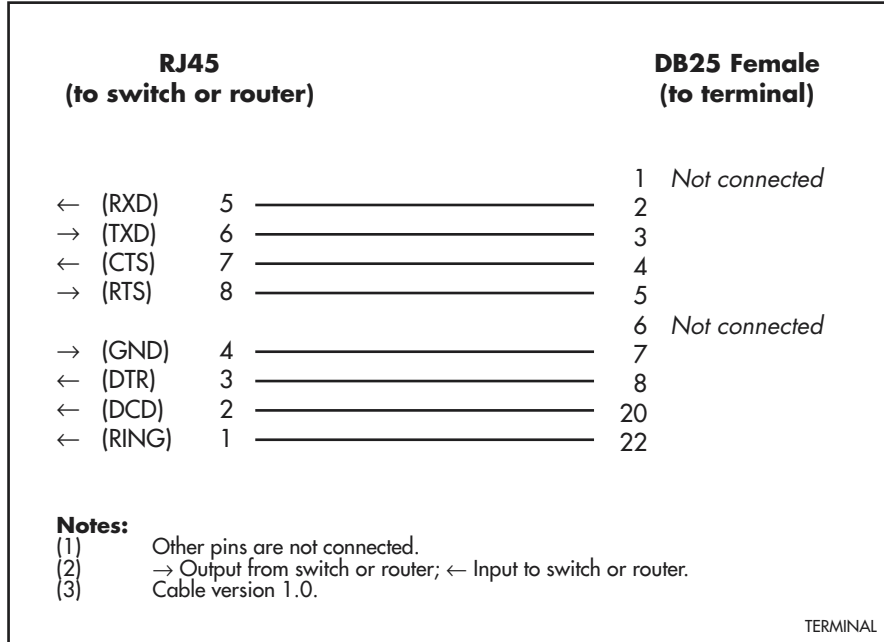 RJ45
(to switch or router)
DB25 Female
(to terminal)
1 Not connected
← (RXD) 5 2
→ (TXD) 6 3
← (CTS) 7 4
→ (RTS) 8 5
6 Not connected
→ (GND) 4 7
← (DTR) 3 8
← (DCD) 2 20
← (RING) 1 22
Notes:
(1) Other pins are not connected.
(2) → Output from switch or router; ← Input to switch or router.
(3) Cable version 1.0.
TERMINAL